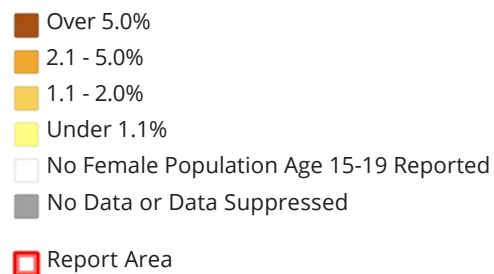 Over 5.0%
2.1 - 5.0%
1.1 - 2.0%
Under 1.1%
No Female Population Age 15-19 Reported
No Data or Data Suppressed
Report Area